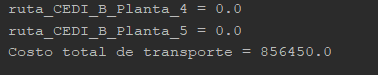 ruta_CEDI_B_Planta_4 = 0.0
ruta_CEDI_B_Planta_5 = 0.0
Costo total de transporte = 856450.0